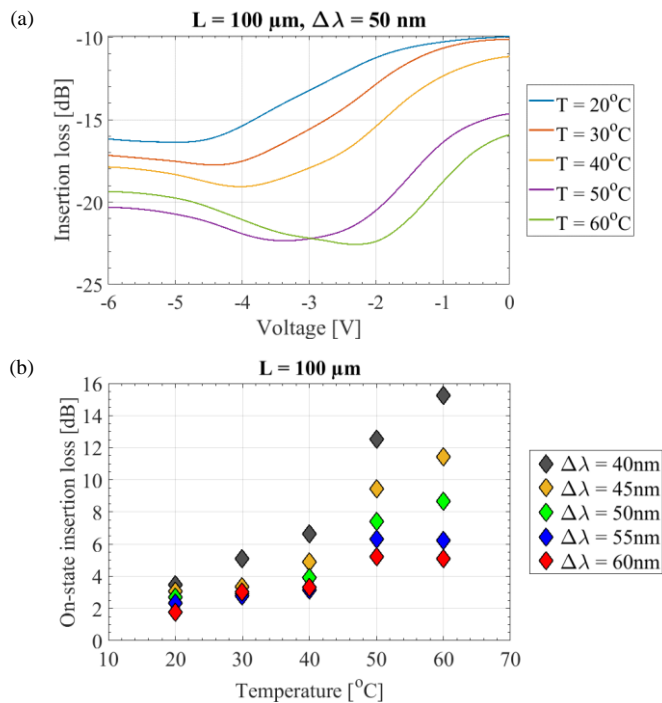 (a)
L = 100 µm, Δλ = 50 nm
Insertion loss [dB]
-10
-15
-20
-25
-6 -5 -4 -3 -2 -1 0
Voltage [V]
T = 20°C
T = 30°C
T = 40°C
T = 50°C
T = 60°C
(b)
L = 100 µm
On-state insertion loss [dB]
16
14
12
10
8
6
4
2
0
10 20 30 40 50 60 70
Temperature [°C]
Δλ = 40nm
Δλ = 45nm
Δλ = 50nm
Δλ = 55nm
Δλ = 60nm